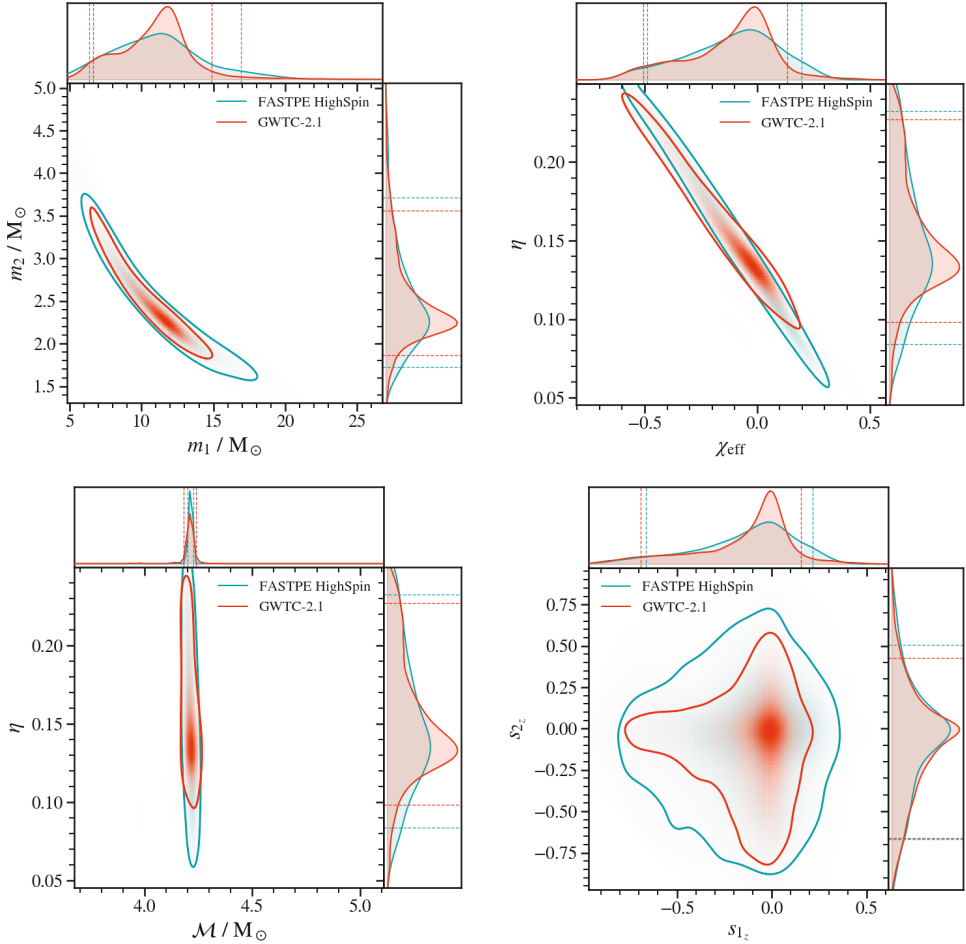 5.0
4.5
4.0
3.5
3.0
2.5
2.0
1.5
m₂ / M⊙
FASTPE HighSpin
GWTC-2.1
5 10 15 20 25
m₁ / M⊙
0.20
0.15
0.10
0.05
η
FASTPE HighSpin
GWTC-2.1
−0.5 0.0 0.5
χeff
0.20
0.15
0.10
0.05
η
FASTPE HighSpin
GWTC-2.1
4.0 4.5 5.0
ℳ / M⊙
0.75
0.50
0.25
0.00
−0.25
−0.50
−0.75
s₂z
FASTPE HighSpin
GWTC-2.1
−0.5 0.0 0.5
s₁z